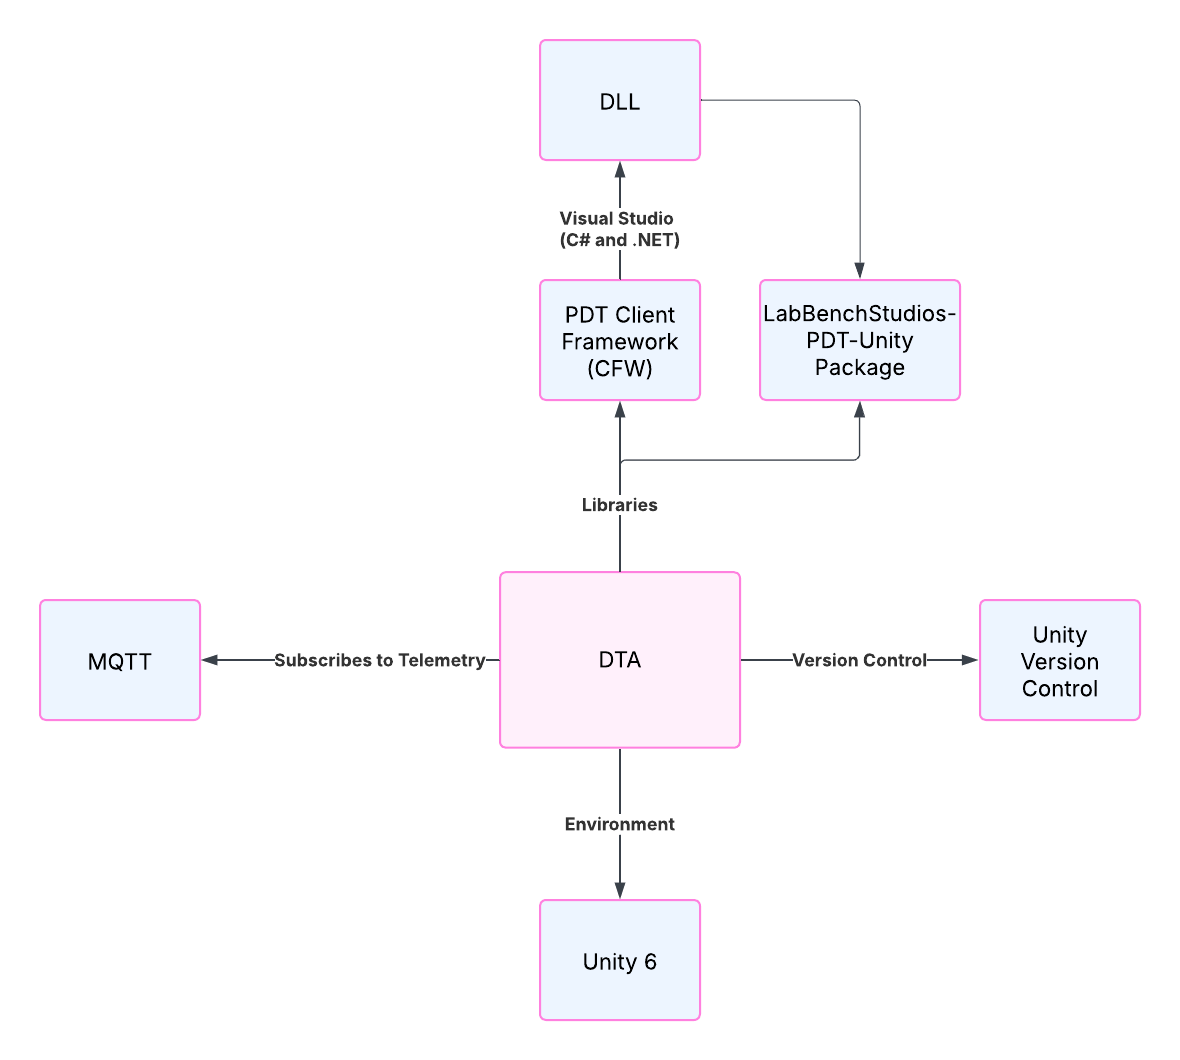 DLL
Visual Studio
(C# and .NET)
PDT Client
Framework
(CFW)
LabBenchStudios-
PDT-Unity
Package
Libraries
MQTT
Subscribes to Telemetry
DTA
Version Control
Unity
Version
Control
Environment
Unity 6